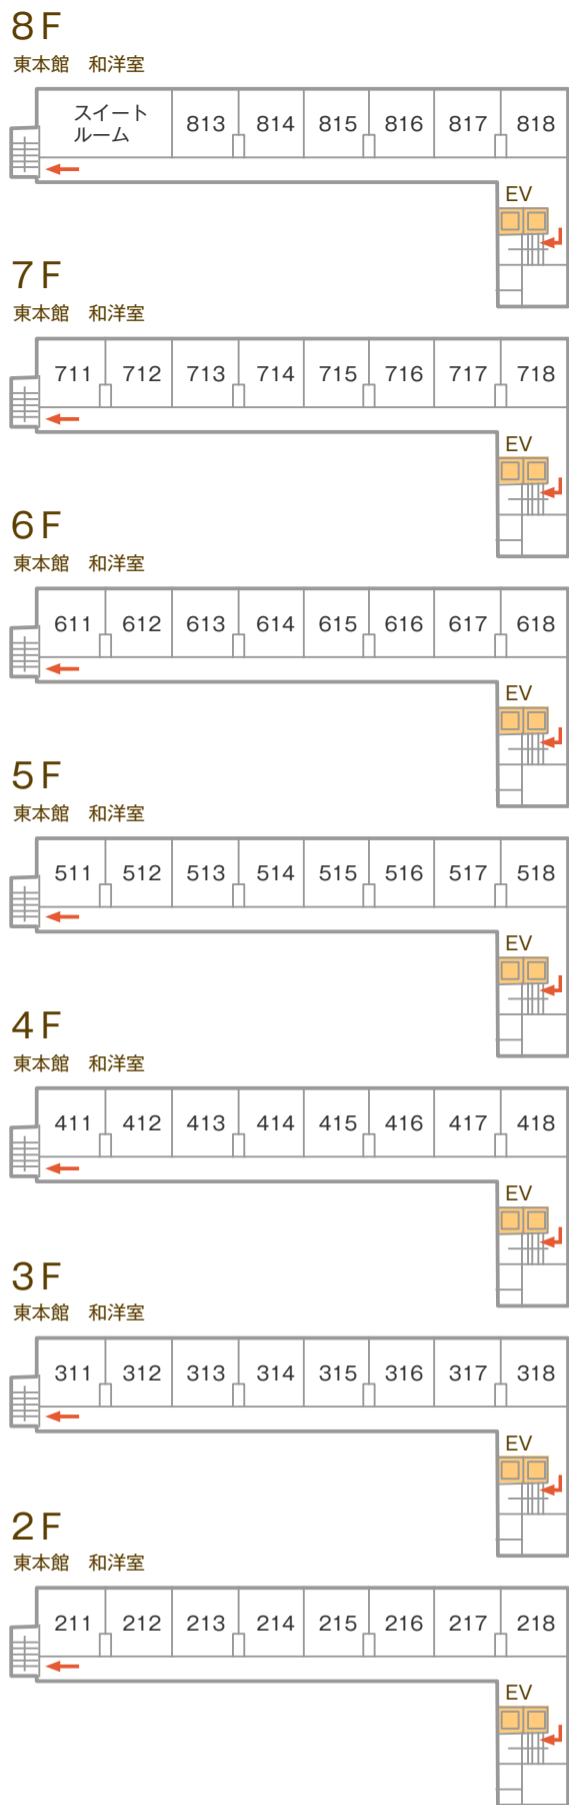 8F
東本館 和洋室
スイート
ルーム
813 814 815 816 817 818
EV
7F
東本館 和洋室
711 712 713 714 715 716 717 718
EV
6F
東本館 和洋室
611 612 613 614 615 616 617 618
EV
5F
東本館 和洋室
511 512 513 514 515 516 517 518
EV
4F
東本館 和洋室
411 412 413 414 415 416 417 418
EV
3F
東本館 和洋室
311 312 313 314 315 316 317 318
EV
2F
東本館 和洋室
211 212 213 214 215 216 217 218
EV